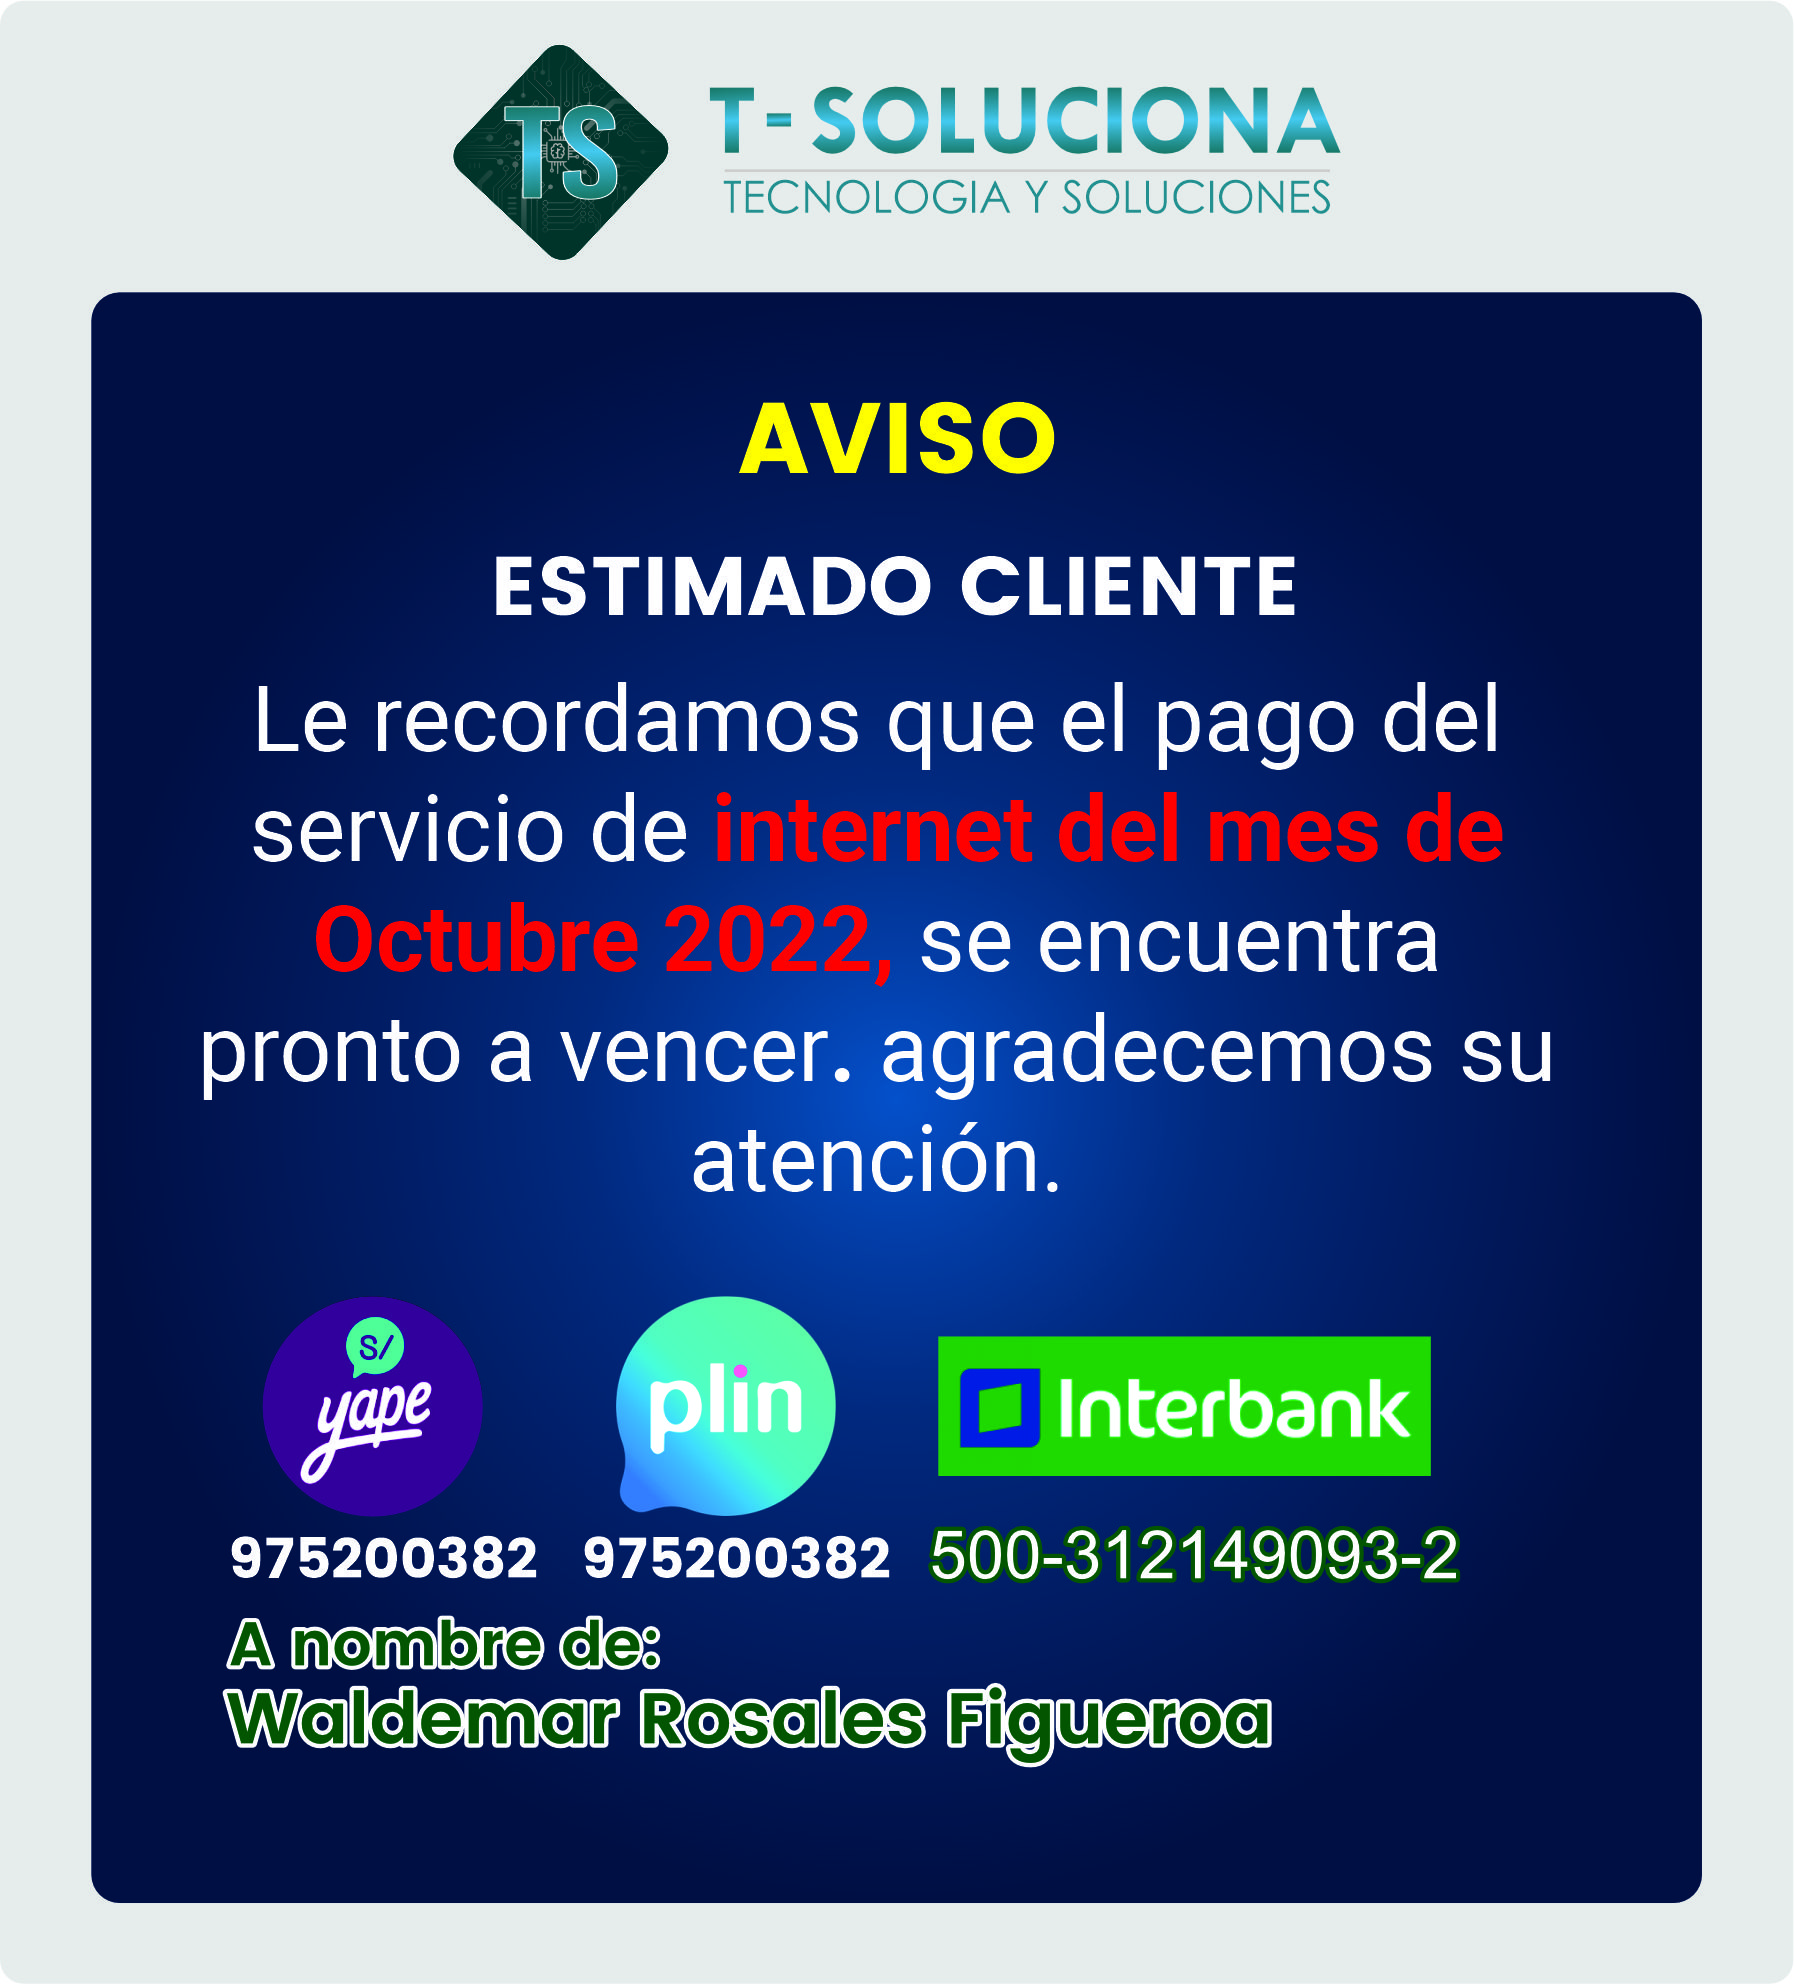 TS
T-SOLUCIONA
TECNOLOGIA Y SOLUCIONES
AVISO
ESTIMADO CLIENTE
Le recordamos que el pago del
servicio de internet del mes de
Octubre 2022, se encuentra
pronto a vencer. agradecemos su
atención.
S/
yape
plin
Interbank
975200382
975200382
500-312149093-2
A nombre de:
Waldemar Rosales Figueroa